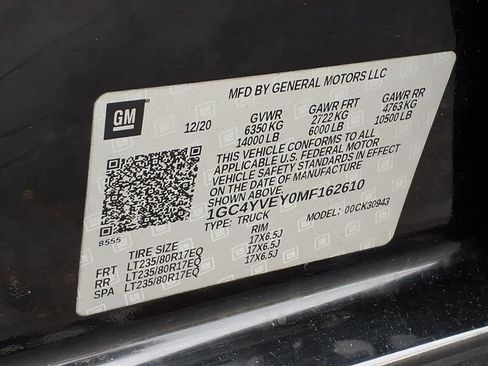 MFD BY GENERAL MOTORS LLC
GM
12/20 GVWR GAWR FRT GAWR RR
6350 KG 2722 KG 4763 KG
14000 LB 6000 LB 10500 LB
THIS VEHICLE CONFORMS TO ALL
APPLICABLE U.S. FEDERAL MOTOR
VEHICLE SAFETY STANDARDS IN EFFECT
ON THE DATE OF MANUFACTURE
1GC4YVEY0MF162610
TYPE: TRUCK MODEL: 00CK30943
8555
TIRE SIZE RIM
FRT LT235/80R17EQ 17X6.5J
RR LT235/80R17EQ 17X6.5J
SPA LT235/80R17EQ 17X6.5J